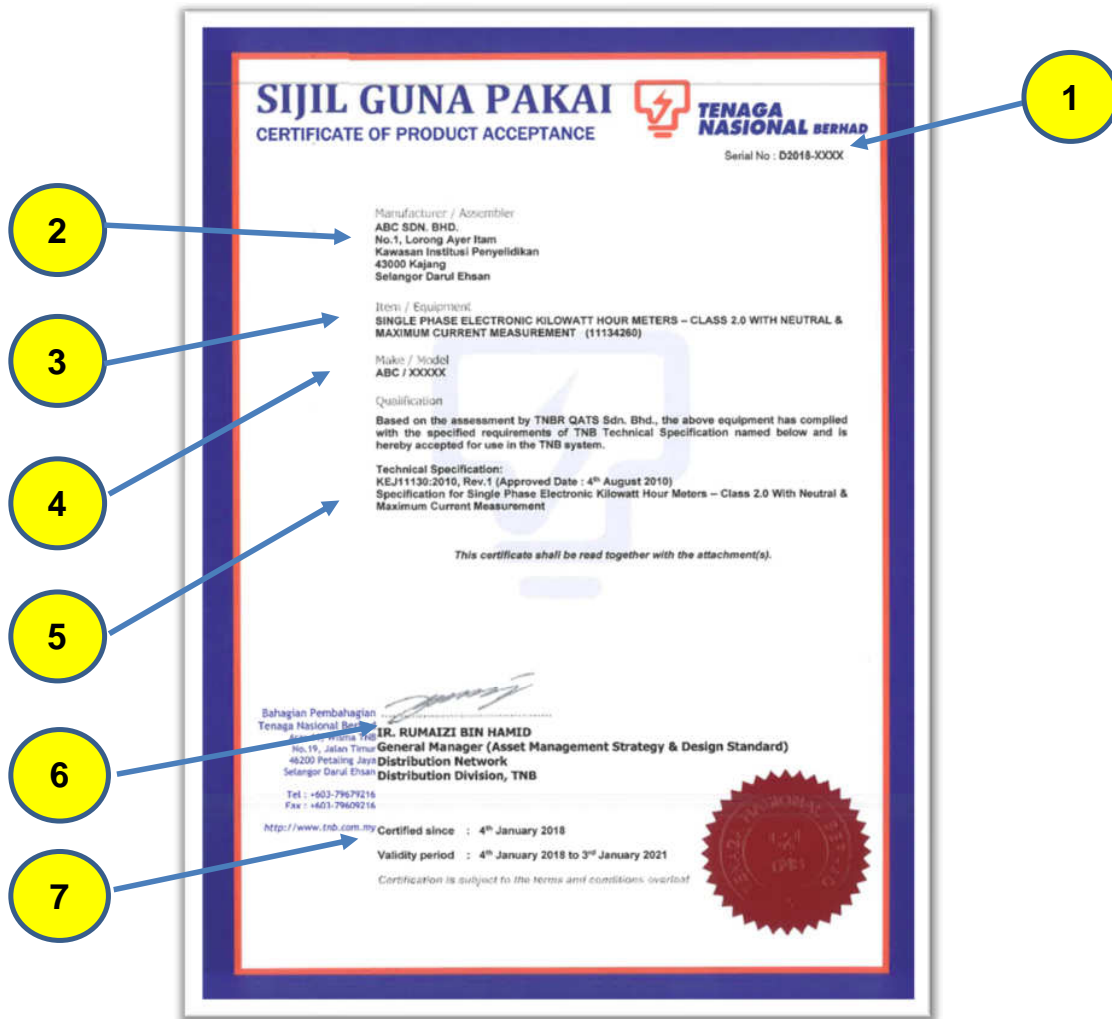 SIJIL GUNA PAKAI
CERTIFICATE OF PRODUCT ACCEPTANCE
TENAGA
NASIONAL BERHAD
Serial No : D2018-XXXX
1
2
Manufacturer / Assembler
ABC SDN. BHD.
No.1, Lorong Ayer Itam
Kawasan Institusi Penyelidikan
43000 Kajang
Selangor Darul Ehsan
3
Item / Equipment
SINGLE PHASE ELECTRONIC KILOWATT HOUR METERS – CLASS 2.0 WITH NEUTRAL &
MAXIMUM CURRENT MEASUREMENT (11134260)
4
Make / Model
ABC / XXXXX
Qualification
Based on the assessment by TNBR QATS Sdn. Bhd., the above equipment has complied
with the specified requirements of TNB Technical Specification named below and is
hereby accepted for use in the TNB system.
5
Technical Specification:
KEJ11130:2010, Rev.1 (Approved Date : 4th August 2010)
Specification for Single Phase Electronic Kilowatt Hour Meters – Class 2.0 With Neutral &
Maximum Current Measurement
This certificate shall be read together with the attachment(s).
6
Bahagian Pembahagian
Tenaga Nasional
Wisma TNB
No.19, Jalan Timur
46200 Petaling Jaya
Selangor Darul Ehsan
Tel : +603-79679216
Fax : +603-79609216
http://www.tnb.com.my
IR. RUMAIZI BIN HAMID
General Manager (Asset Management Strategy & Design Standard)
Distribution Network
Distribution Division, TNB
7
Certified since : 4th January 2018
Validity period : 4th January 2018 to 3rd January 2021
Certification is subject to the terms and conditions overleaf